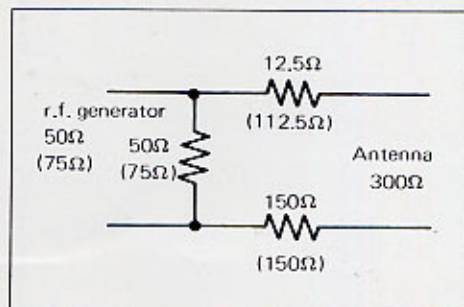 12.5Ω
(112.5Ω)
r.f. generator
50Ω
(75Ω)
50Ω
(75Ω)
Antenna
300Ω
150Ω
(150Ω)